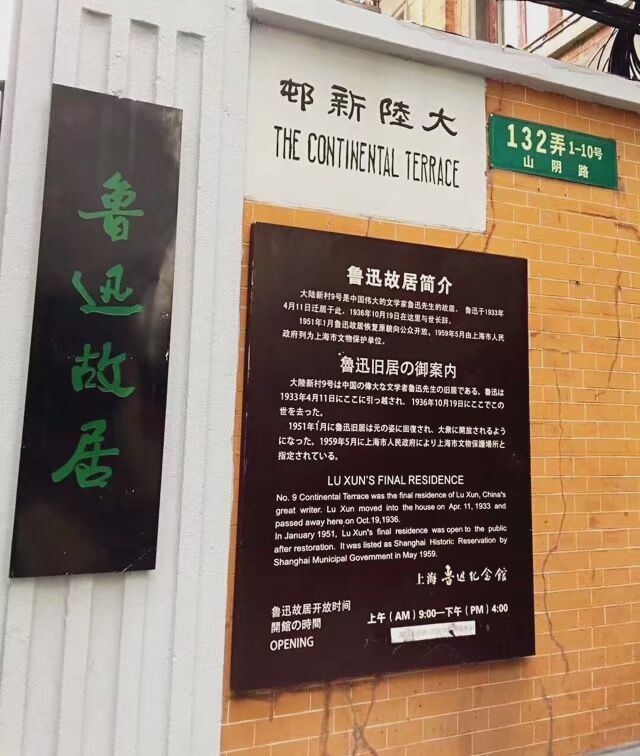 鲁迅故居
邨新陸大
THE CONTINENTAL TERRACE
132弄 1-10号
山阴路
鲁迅故居简介
大陆新村9号是中国伟大的文学家鲁迅先生的故居。鲁迅于1933年
4月11日迁居于此，1936年10月19日在这里与世长辞。
1951年1月鲁迅故居恢复原貌向公众开放、1959年5月由上海市人民
政府列为上海市文物保护单位。
魯迅旧居の御案内
大陸新村9号は中国の偉大な文学者魯迅先生の旧居である。魯迅は
1933年4月11日にここに引っ越され、1936年10月19日にここでこの
世を去った。
1951年1月に魯迅旧居は元の姿に回復され、大衆に開放されるよう
になった。1959年5月に上海市人民政府により上海市文物保護場所と
指定されている。
LU XUN'S FINAL RESIDENCE
No. 9 Continental Terrace was the final residence of Lu Xun, China's
great writer. Lu Xun moved into the house on Apr. 11, 1933 and
passed away here on Oct.19,1936.
In January 1951, Lu Xun's final residence was open to the public
after restoration. It was listed as Shanghai Historic Reservation by
Shanghai Municipal Government in May 1959.
上海鲁迅纪念館
鲁迅故居开放时间
開館の時間
OPENING
上午（AM）9:00—下午（PM）4:00